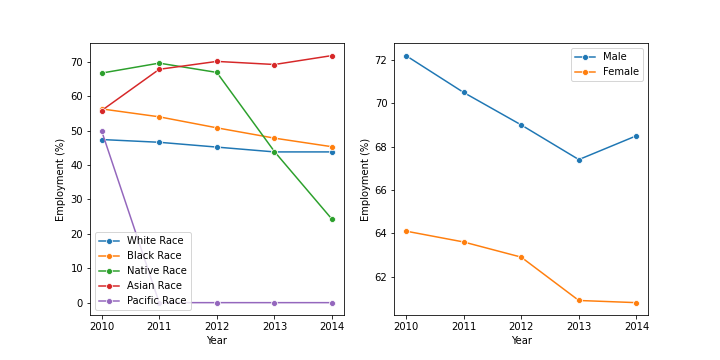 70
60
50
40
30
20
10
0
Employment (%)
White Race
Black Race
Native Race
Asian Race
Pacific Race
2010 2011 2012 2013 2014
Year
72
70
68
66
64
62
Employment (%)
Male
Female
2010 2011 2012 2013 2014
Year